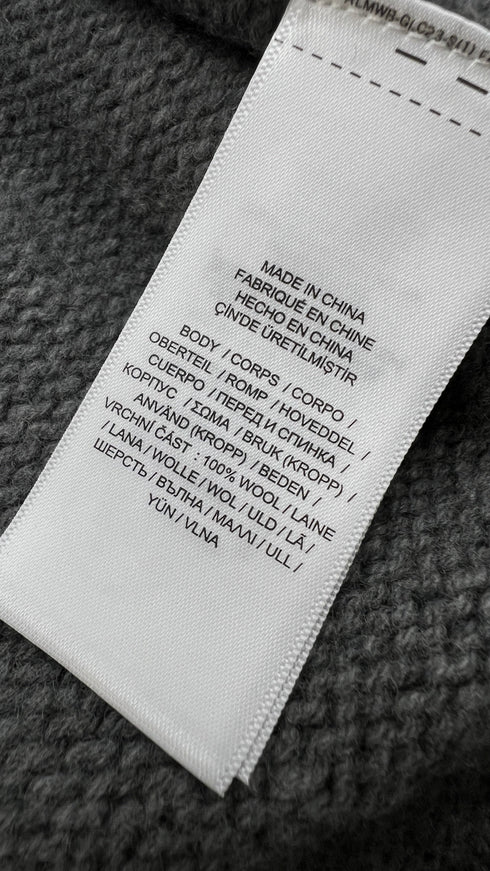 MADE IN CHINA
FABRIQUÉ EN CHINE
HECHO EN CHINA
ÇIN'DE ÜRETİLMİŞTİR
BODY / CORPS / CORPO /
OBERTEIL / ROMP / HOVEDDEL /
CUERPO / ПЕРЕД И СПИНКА /
КОРПУС / ΣΩΜΑ / BRUK (KROPP) /
ANVÄND (KROPP) / BEDEN /
VRCHNÍ ČÁST : 100% WOOL / LAINE
/ LANA / WOLLE / WOL / ULD / LÃ /
ШЕРСТЬ / ВЪЛНА / ΜΑΛΛΙ / ULL /
YÜN / VLNA